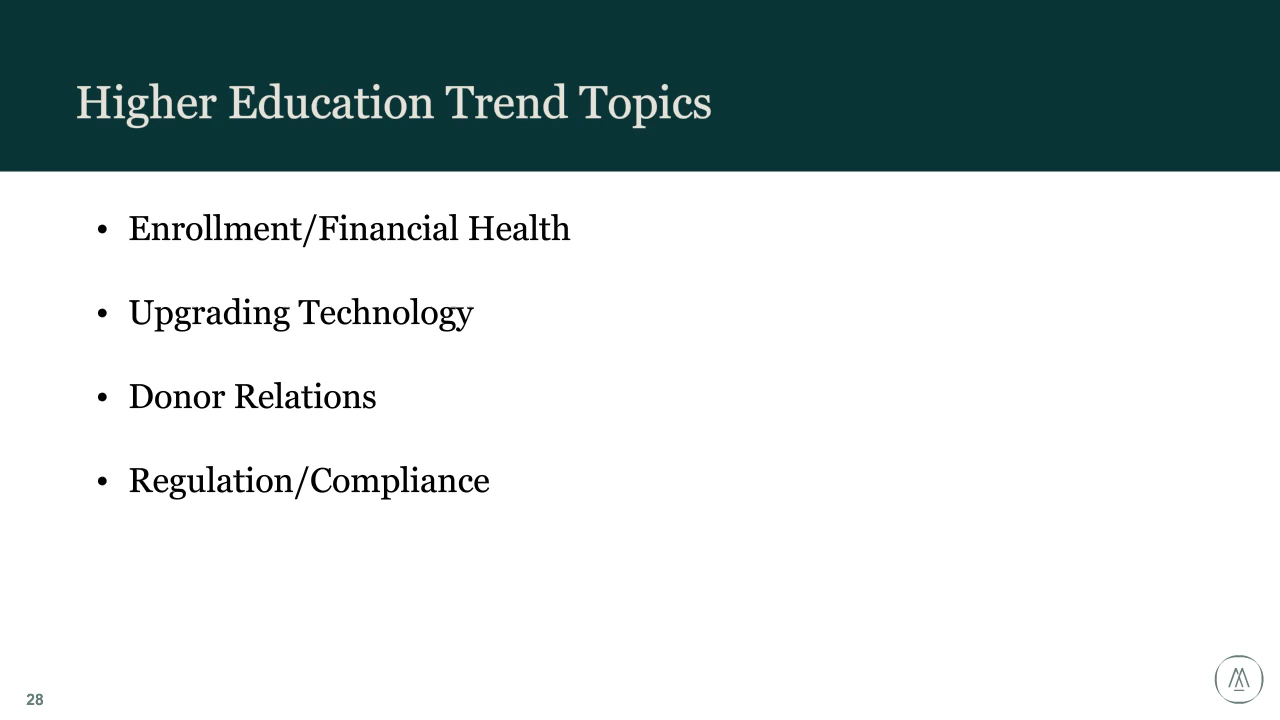 Higher Education Trend Topics
• Enrollment/Financial Health
• Upgrading Technology
• Donor Relations
• Regulation/Compliance
28